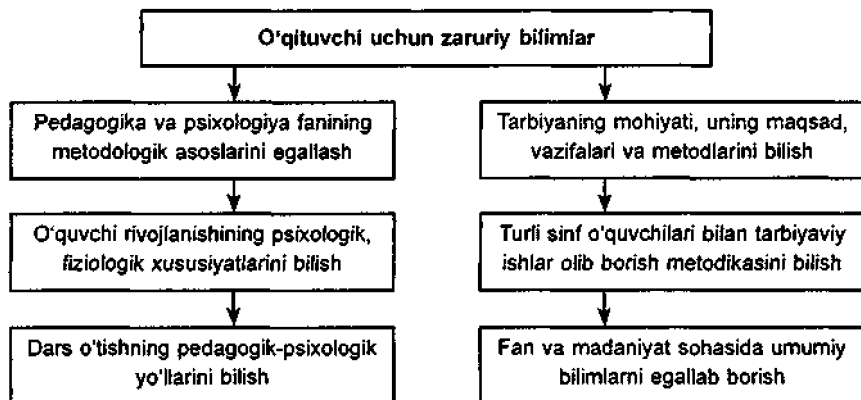 O'qituvchi uchun zaruriy bilimlar
Pedagogika va psixologiya fanining
metodologik asoslarini egallash
Tarbiyaning mohiyati, uning maqsad,
vazifalari va metodlarini bilish
O'quvchi rivojlanishining psixologik,
fiziologik xususiyatlarini bilish
Turli sinf o'quvchilari bilan tarbiyaviy
ishlar olib borish metodikasini bilish
Dars o'tishning pedagogik-psixologik
yo'llarini bilish
Fan va madaniyat sohasida umumiy
bilimlarni egallab borish